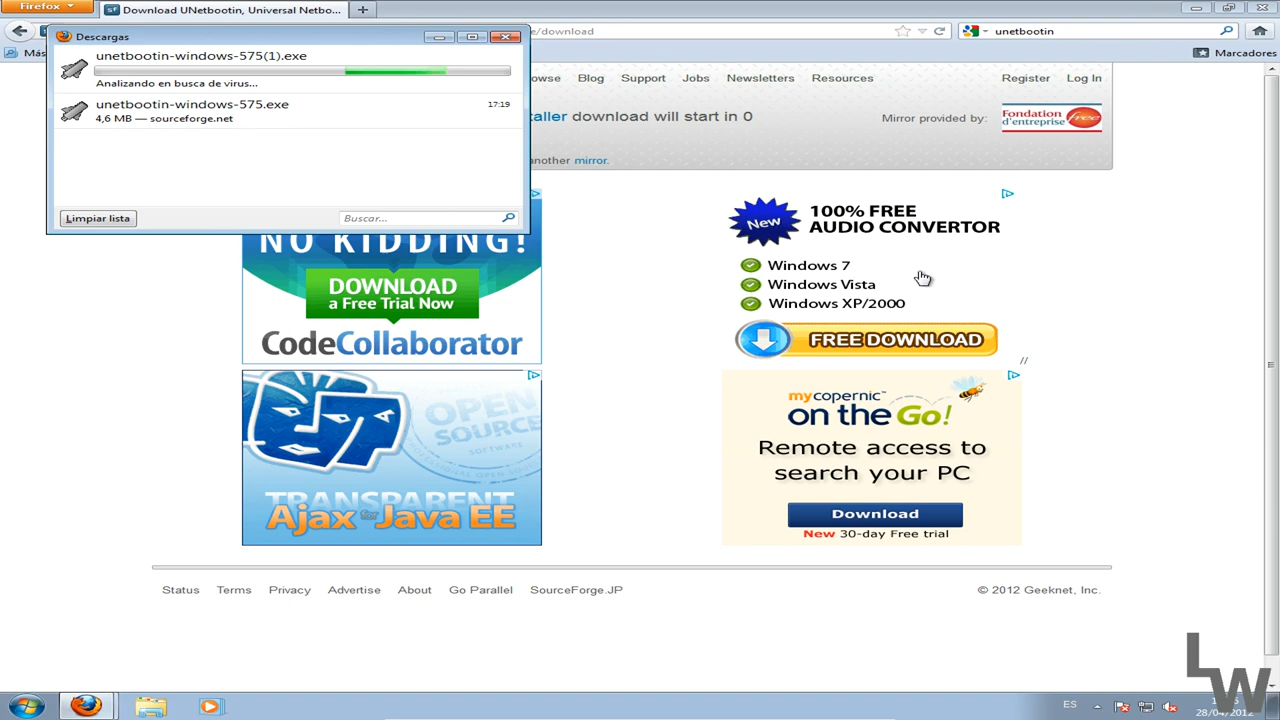 Firefox
Download UNetbootin, Universal Netbo...
Descargas
e/download
unetbootin
Más
Marcadores
unetbootin-windows-575(1).exe
Analizando en busca de virus...
unetbootin-windows-575.exe
17:19
4,6 MB — sourceforge.net
Limpiar lista
Buscar...
owse
Blog
Support
Jobs
Newsletters
Resources
Register
Log In
aller download will start in 0
Mirror provided by:
Fondation
d'entreprise free
another mirror.
NO KIDDING!
DOWNLOAD
a Free Trial Now
CodeCollaborator
New
100% FREE
AUDIO CONVERTOR
Windows 7
Windows Vista
Windows XP/2000
FREE DOWNLOAD
//
OPEN
SOURCE
SOFTWARE
TRANSPARENT
Ajax for Java EE
mycopernic™
on the Go!
Remote access to
search your PC
Download
New 30-day Free trial
Status
Terms
Privacy
Advertise
About
Go Parallel
SourceForge.JP
© 2012 Geeknet, Inc.
ES
28/04/2012
LW